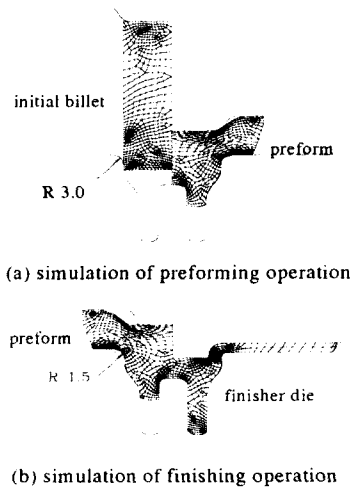 initial billet
preform
R 3.0
(a) simulation of preforming operation
preform
R 1.5
finisher die
(b) simulation of finishing operation